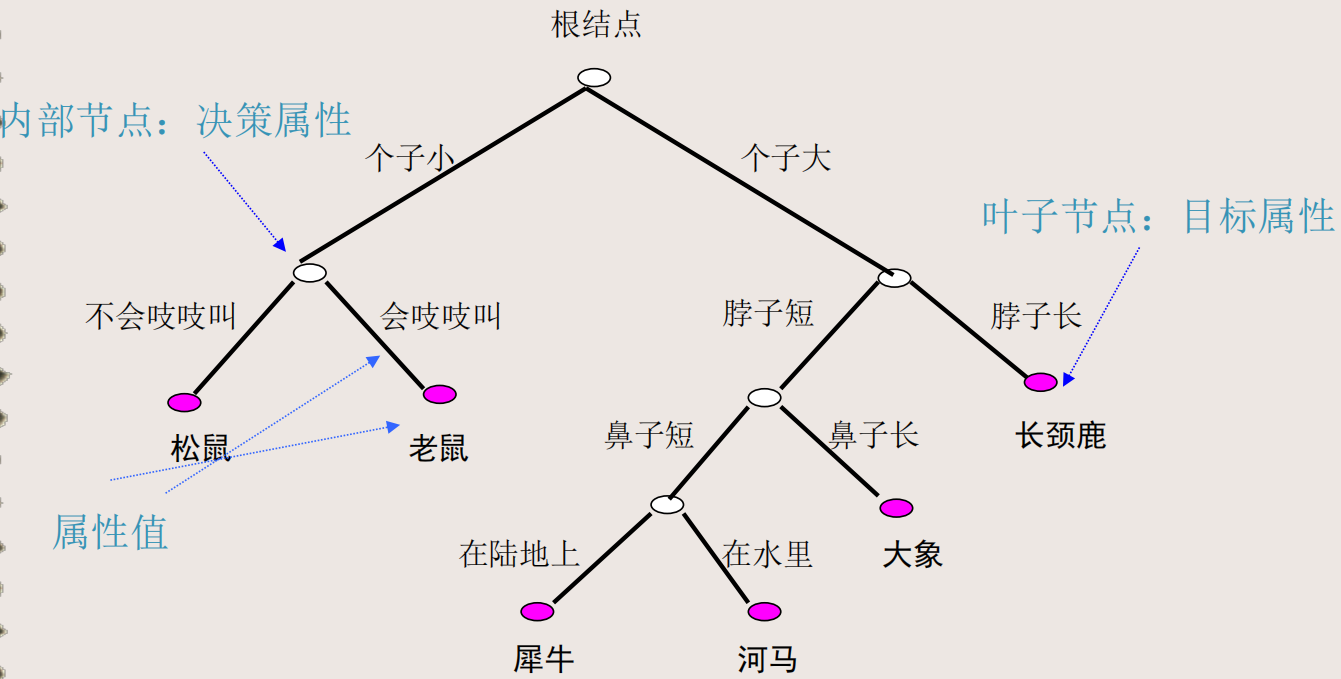 根结点
内部节点：决策属性
个子小
个子大
叶子节点：目标属性
不会吱吱叫
会吱吱叫
脖子短
脖子长
松鼠
老鼠
鼻子短
鼻子长
长颈鹿
属性值
在陆地上
在水里
大象
犀牛
河马